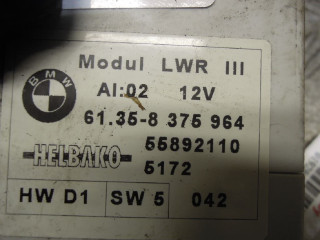 BMW
Modul LWR III
AI:02 12V
61.35-8 375 964
HELBAKO 55892110
5172
HW D1 SW 5 042